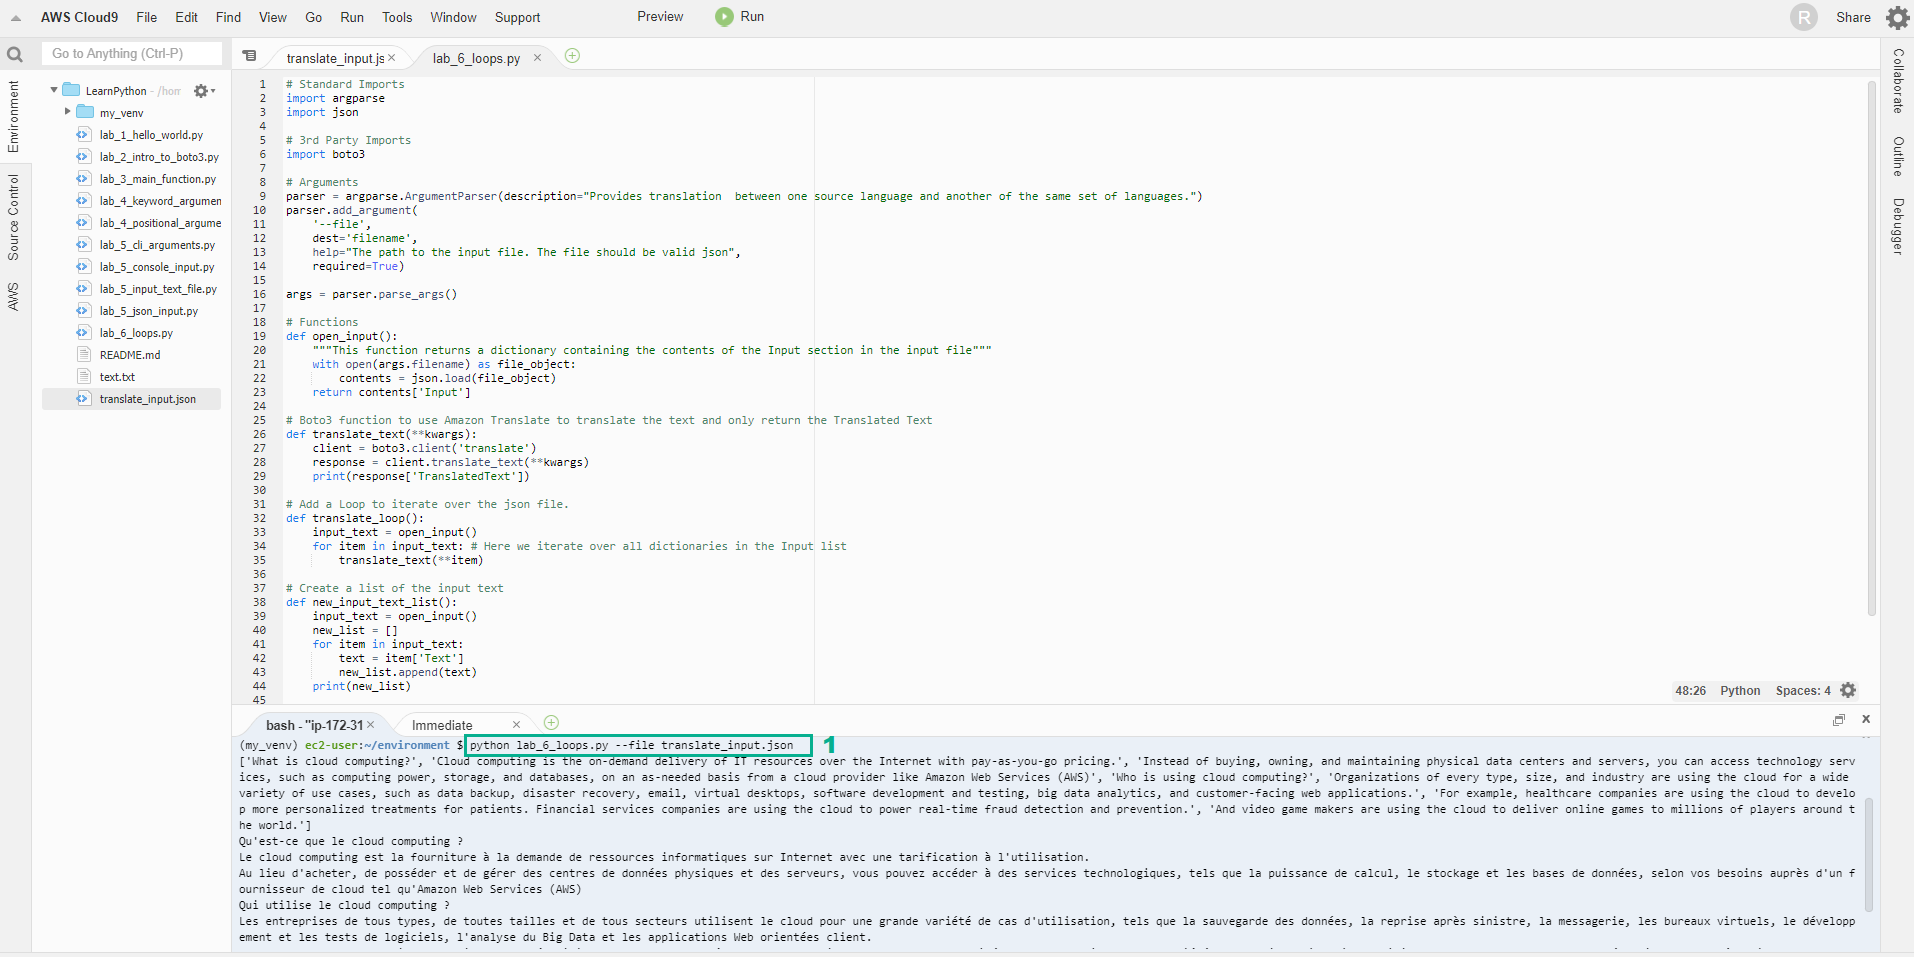 AWS Cloud9 File Edit Find View Go Run Tools Window Support Preview Run R Share
Go to Anything (Ctrl-P)
translate_input.js × lab_6_loops.py ×
Environment
Source Control
AWS
LearnPython - /hom
my_venv
lab_1_hello_world.py
lab_2_intro_to_boto3.py
lab_3_main_function.py
lab_4_keyword_argumen
lab_4_positional_argume
lab_5_cli_arguments.py
lab_5_console_input.py
lab_5_input_text_file.py
lab_5_json_input.py
lab_6_loops.py
README.md
text.txt
translate_input.json
1 # Standard Imports
2 import argparse
3 import json
4
5 # 3rd Party Imports
6 import boto3
7
8 # Arguments
9 parser = argparse.ArgumentParser(description="Provides translation  between one source language and another of the same set of languages.")
10 parser.add_argument(
11     '--file',
12     dest='filename',
13     help="The path to the input file. The file should be valid json",
14     required=True)
15
16 args = parser.parse_args()
17
18 # Functions
19 def open_input():
20     """This function returns a dictionary containing the contents of the Input section in the input file"""
21     with open(args.filename) as file_object:
22         contents = json.load(file_object)
23     return contents['Input']
24
25 # Boto3 function to use Amazon Translate to translate the text and only return the Translated Text
26 def translate_text(**kwargs):
27     client = boto3.client('translate')
28     response = client.translate_text(**kwargs)
29     print(response['TranslatedText'])
30
31 # Add a Loop to iterate over the json file.
32 def translate_loop():
33     input_text = open_input()
34     for item in input_text: # Here we iterate over all dictionaries in the Input list
35         translate_text(**item)
36
37 # Create a list of the input text
38 def new_input_text_list():
39     input_text = open_input()
40     new_list = []
41     for item in input_text:
42         text = item['Text']
43         new_list.append(text)
44     print(new_list)
45
48:26 Python Spaces: 4
Collaborate
Outline
Debugger
bash - "ip-172-31 × Immediate ×
(my_venv) ec2-user:~/environment $ python lab_6_loops.py --file translate_input.json 1
['What is cloud computing?', 'Cloud computing is the on-demand delivery of IT resources over the Internet with pay-as-you-go pricing.', 'Instead of buying, owning, and maintaining physical data centers and servers, you can access technology serv
ices, such as computing power, storage, and databases, on an as-needed basis from a cloud provider like Amazon Web Services (AWS)', 'Who is using cloud computing?', 'Organizations of every type, size, and industry are using the cloud for a wide
variety of use cases, such as data backup, disaster recovery, email, virtual desktops, software development and testing, big data analytics, and customer-facing web applications.', 'For example, healthcare companies are using the cloud to develo
p more personalized treatments for patients. Financial services companies are using the cloud to power real-time fraud detection and prevention.', 'And video game makers are using the cloud to deliver online games to millions of players around t
he world.']
Qu'est-ce que le cloud computing ?
Le cloud computing est la fourniture à la demande de ressources informatiques sur Internet avec une tarification à l'utilisation.
Au lieu d'acheter, de posséder et de gérer des centres de données physiques et des serveurs, vous pouvez accéder à des services technologiques, tels que la puissance de calcul, le stockage et les bases de données, selon vos besoins auprès d'un f
ournisseur de cloud tel qu'Amazon Web Services (AWS)
Qui utilise le cloud computing ?
Les entreprises de tous types, de toutes tailles et de tous secteurs utilisent le cloud pour une grande variété de cas d'utilisation, tels que la sauvegarde des données, la reprise après sinistre, la messagerie, les bureaux virtuels, le développ
ement et les tests de logiciels, l'analyse du Big Data et les applications Web orientées client.